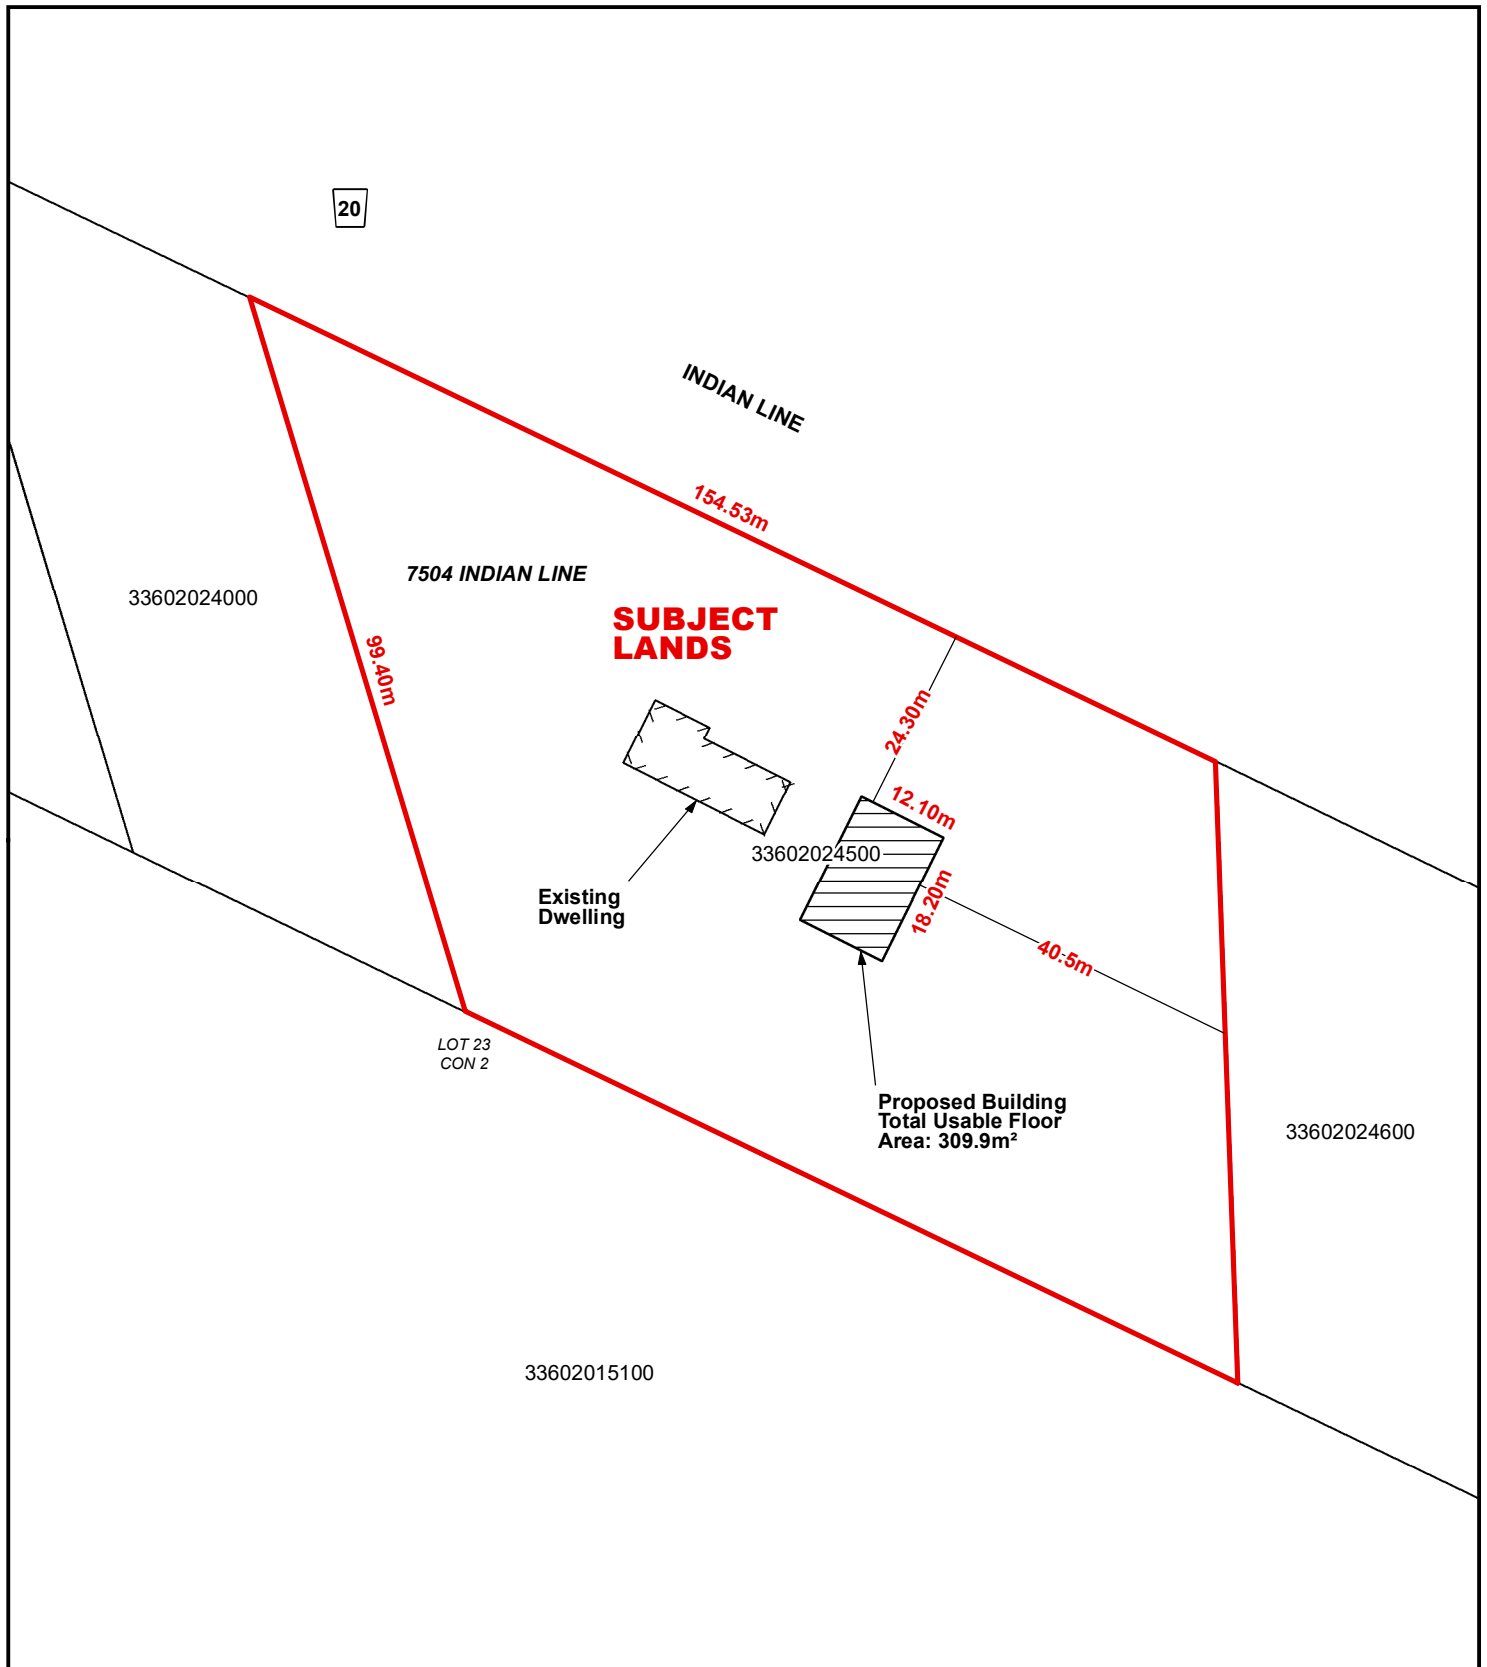 20
INDIAN LINE
154.53m
7504 INDIAN LINE
33602024000
SUBJECT
LANDS
99.40m
24.30m
12.10m
33602024500
18.20m
Existing
Dwelling
40.5m
LOT 23
CON 2
Proposed Building
Total Usable Floor
Area: 309.9m²
33602024600
33602015100